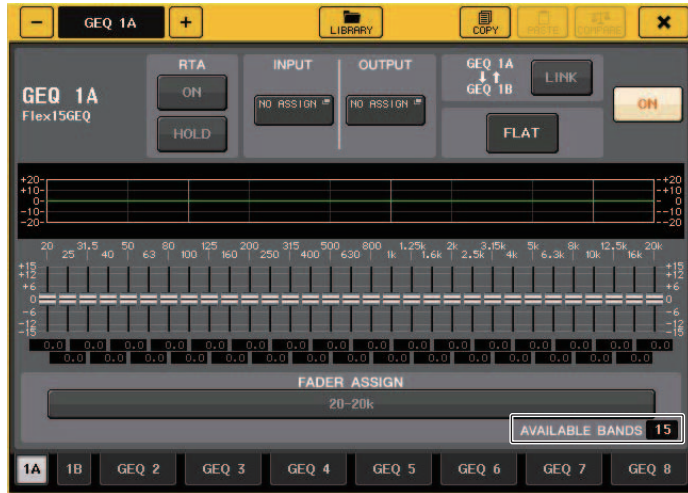 − GEQ 1A + LIBRARY COPY PASTE COMPARE ×
RTA INPUT OUTPUT GEQ 1A
GEQ 1B
LINK
GEQ 1A
Flex15GEQ
ON
NO ASSIGN NO ASSIGN
ON
HOLD
FLAT
+20 +20
+10 +10
0 0
-10 -10
-20 -20
20 31.5 50 80 125 200 315 500 800 1.25k 2k 3.15k 5k 8k 12.5k 20k
25 40 63 100 160 250 400 630 1k 1.6k 2.5k 4k 6.3k 10k 16k
+15 +15
+12 +12
+6 +6
0 0
-6 -6
-12 -12
-15 -15
0.0 0.0 0.0 0.0 0.0 0.0 0.0 0.0 0.0 0.0 0.0 0.0 0.0 0.0 0.0 0.0
0.0 0.0 0.0 0.0 0.0 0.0 0.0 0.0 0.0 0.0 0.0 0.0 0.0 0.0 0.0
FADER ASSIGN
20-20k
AVAILABLE BANDS 15
1A 1B GEQ 2 GEQ 3 GEQ 4 GEQ 5 GEQ 6 GEQ 7 GEQ 8